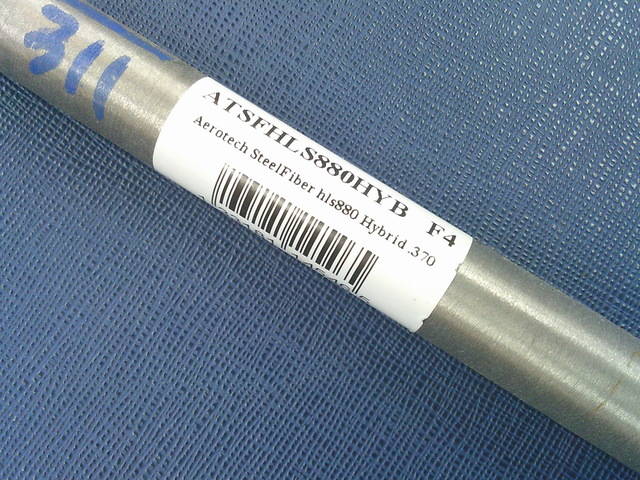 311
ATSFHLS880HYB F4
Aerotech SteelFiber hls880 Hybrid .370